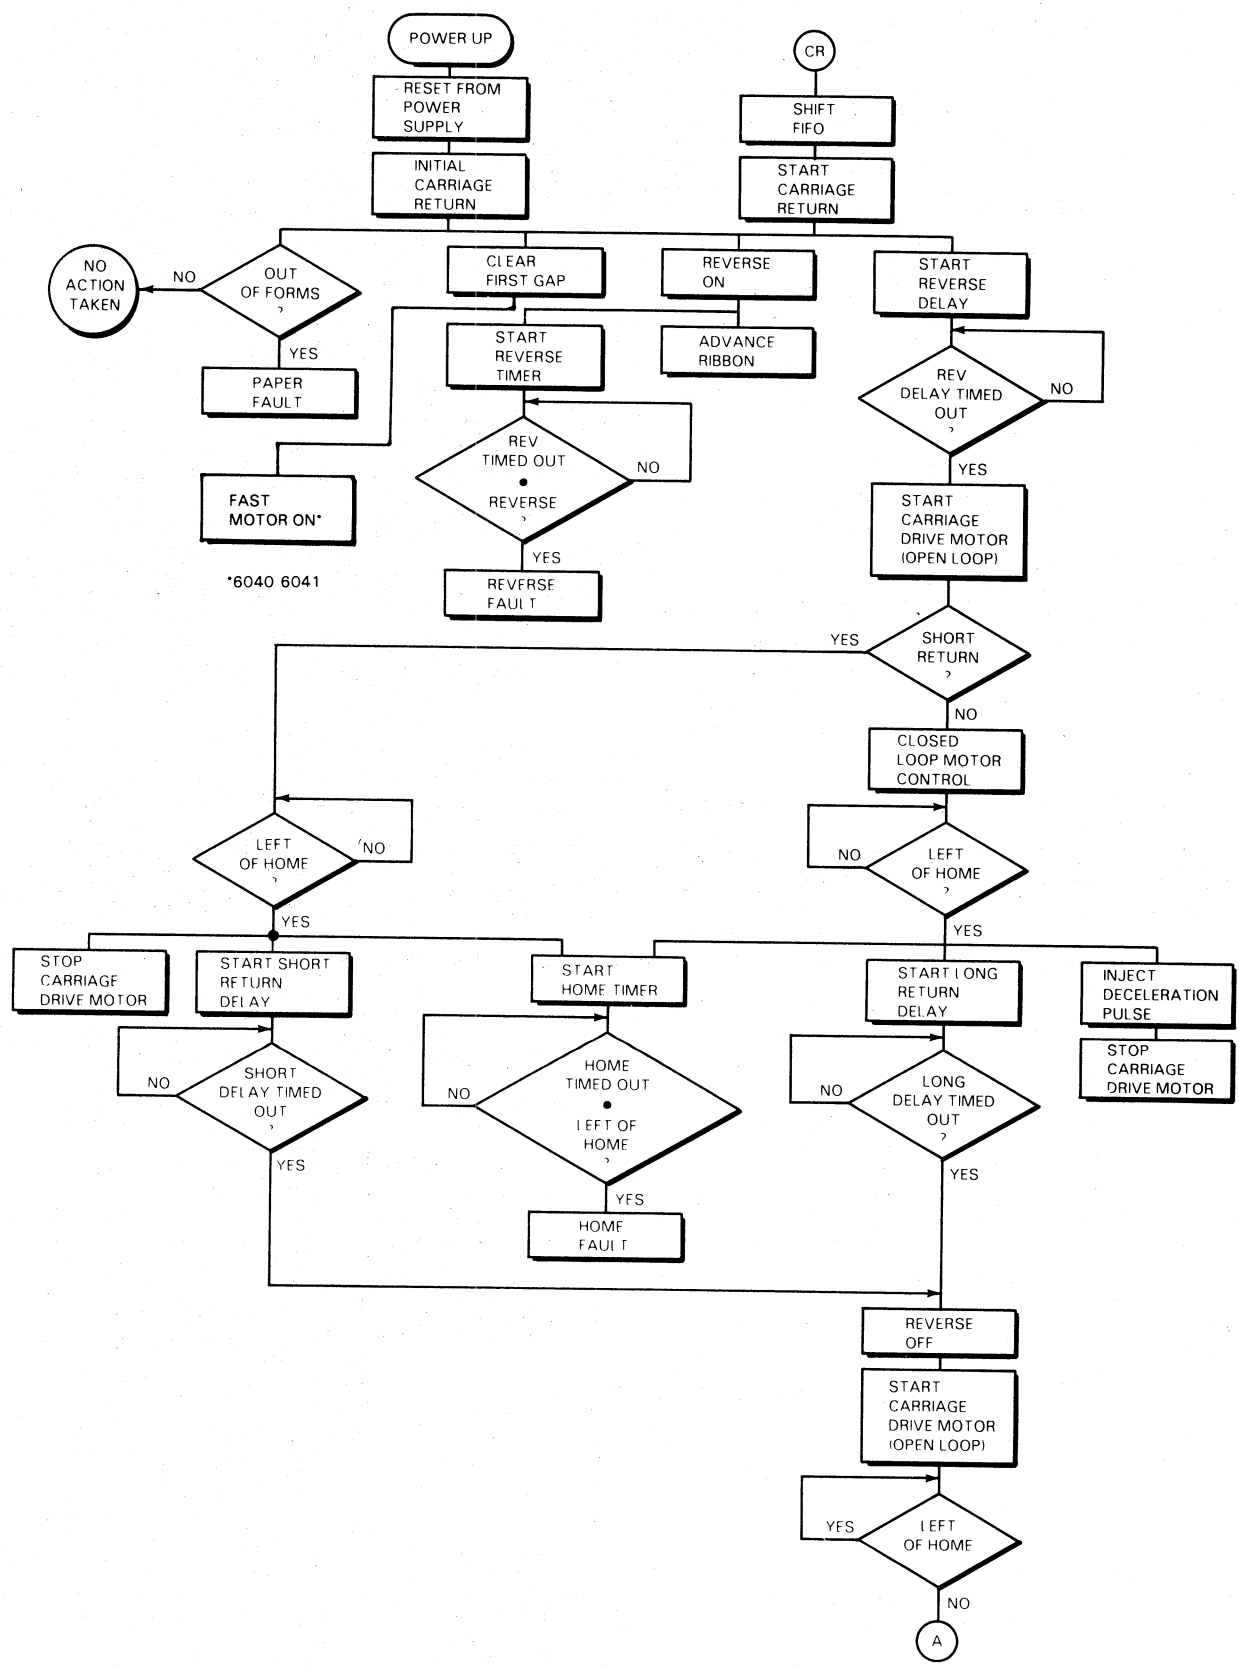 POWER UP
CR
RESET FROM
POWER
SUPPLY
SHIFT
FIFO
INITIAL
CARRIAGE
RETURN
START
CARRIAGE
RETURN
NO
ACTION
TAKEN
NO
OUT
OF FORMS
?
YES
PAPER
FAULT
CLEAR
FIRST GAP
REVERSE
ON
START
REVERSE
DELAY
START
REVERSE
TIMER
ADVANCE
RIBBON
REV
DELAY TIMED
OUT
?
NO
YES
REV
TIMED OUT
•
REVERSE
?
NO
YES
REVERSE
FAULT
FAST
MOTOR ON*
*6040 6041
START
CARRIAGE
DRIVE MOTOR
(OPEN LOOP)
YES
SHORT
RETURN
?
NO
CLOSED
LOOP MOTOR
CONTROL
LEFT
OF HOME
?
NO
YES
NO
LEFT
OF HOME
?
YES
STOP
CARRIAGE
DRIVE MOTOR
START SHORT
RETURN
DELAY
START
HOME TIMER
START LONG
RETURN
DELAY
INJECT
DECELERATION
PULSE
STOP
CARRIAGE
DRIVE MOTOR
NO
SHORT
DELAY TIMED
OUT
?
YES
NO
HOME
TIMED OUT
•
LEFT OF
HOME
?
YES
HOME
FAULT
NO
LONG
DELAY TIMED
OUT
?
YES
REVERSE
OFF
START
CARRIAGE
DRIVE MOTOR
(OPEN LOOP)
YES
LEFT
OF HOME
NO
A